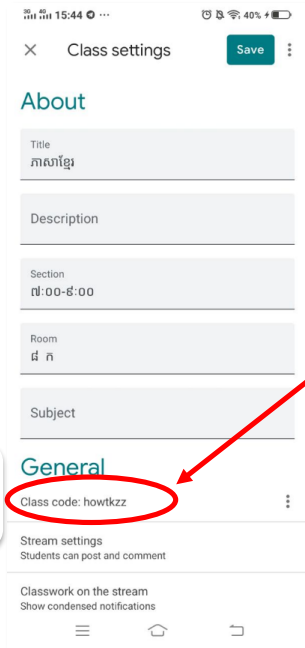 3G 4G 15:44 ··· 40%
Class settings
Save
About
Title
ភាសាខ្មែរ
Description
Section
៧:០០-៩:០០
Room
៨ ក
Subject
General
Class code: howtkzz
Stream settings
Students can post and comment
Classwork on the stream
Show condensed notifications